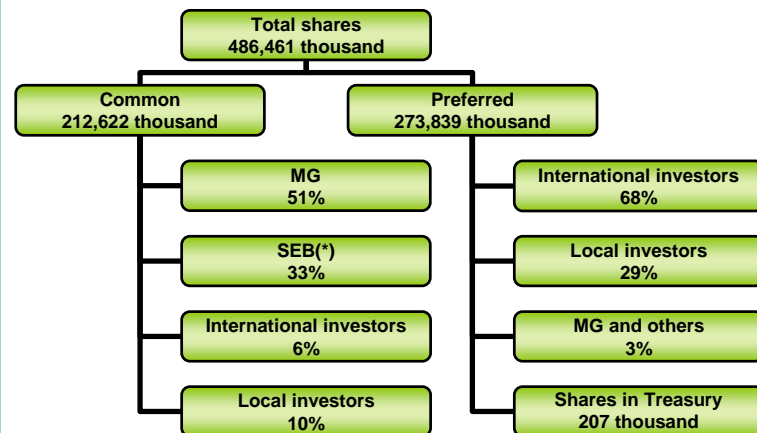 Total shares
486,461 thousand
Common
212,622 thousand
Preferred
273,839 thousand
MG
51%
SEB(*)
33%
International investors
6%
Local investors
10%
International investors
68%
Local investors
29%
MG and others
3%
Shares in Treasury
207 thousand